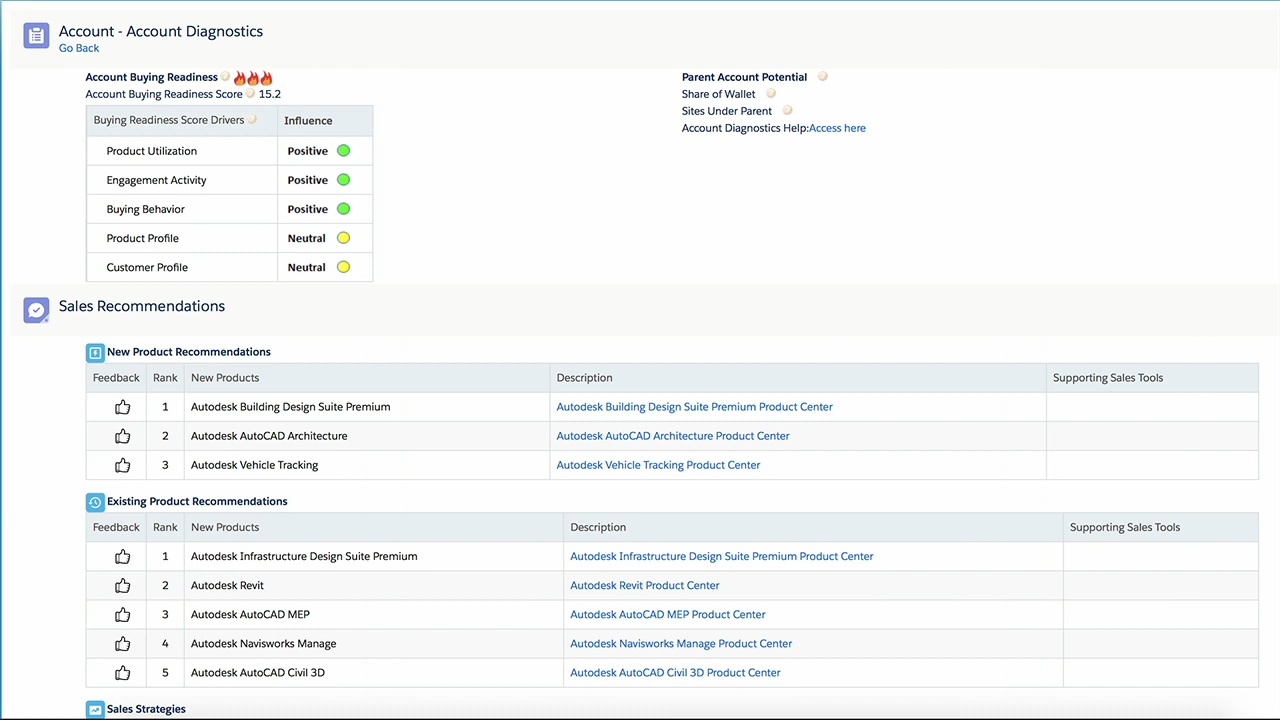 Account - Account Diagnostics
Go Back
Account Buying Readiness
Account Buying Readiness Score 15.2
Buying Readiness Score Drivers Influence
Product Utilization Positive
Engagement Activity Positive
Buying Behavior Positive
Product Profile Neutral
Customer Profile Neutral
Parent Account Potential
Share of Wallet
Sites Under Parent
Account Diagnostics Help:Access here
Sales Recommendations
New Product Recommendations
Feedback Rank New Products Description Supporting Sales Tools
1 Autodesk Building Design Suite Premium Autodesk Building Design Suite Premium Product Center
2 Autodesk AutoCAD Architecture Autodesk AutoCAD Architecture Product Center
3 Autodesk Vehicle Tracking Autodesk Vehicle Tracking Product Center
Existing Product Recommendations
Feedback Rank New Products Description Supporting Sales Tools
1 Autodesk Infrastructure Design Suite Premium Autodesk Infrastructure Design Suite Premium Product Center
2 Autodesk Revit Autodesk Revit Product Center
3 Autodesk AutoCAD MEP Autodesk AutoCAD MEP Product Center
4 Autodesk Navisworks Manage Autodesk Navisworks Manage Product Center
5 Autodesk AutoCAD Civil 3D Autodesk AutoCAD Civil 3D Product Center
Sales Strategies